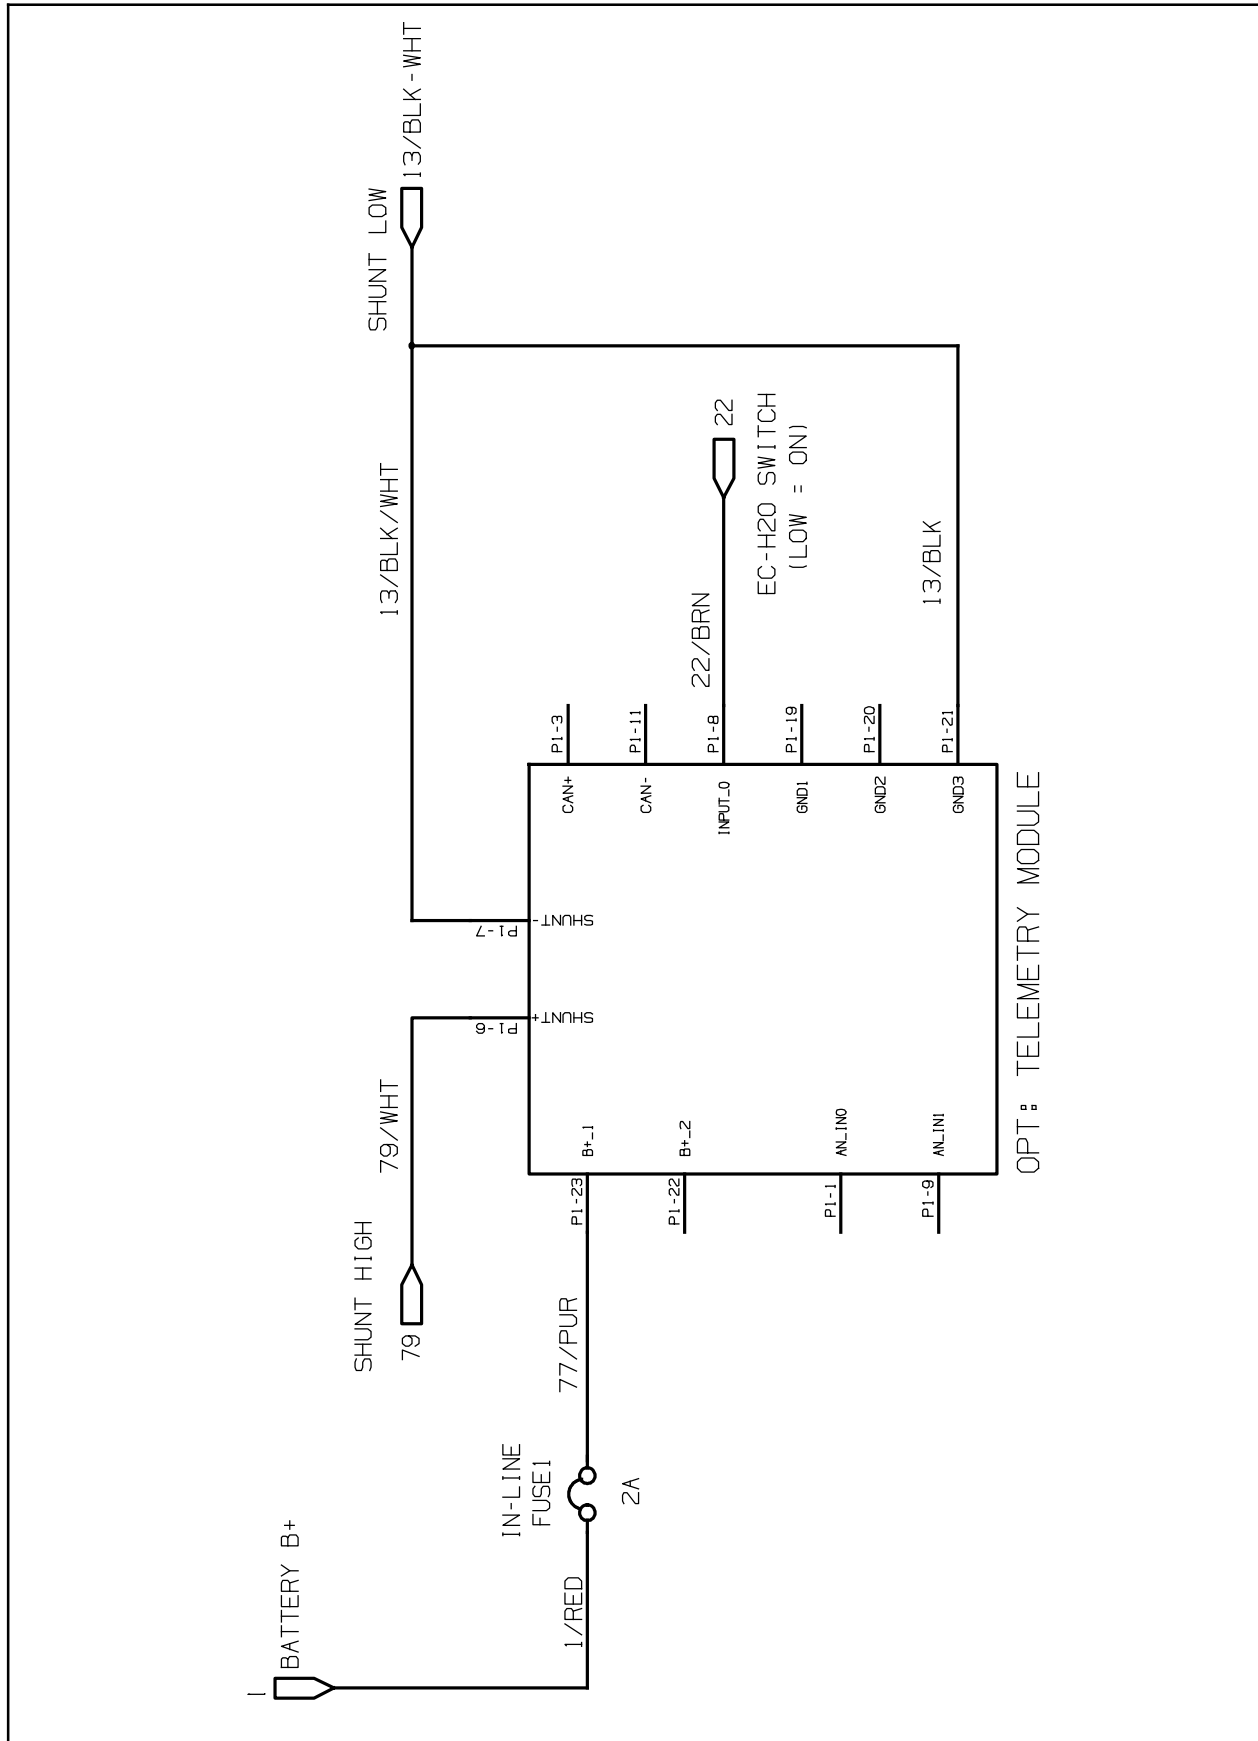 1
BATTERY B+
1/RED
IN-LINE
FUSE1
2A
77/PUR
SHUNT HIGH
79
79/WHT
P1-6
SHUNT+
P1-7
SHUNT-
13/BLK/WHT
SHUNT LOW
13/BLK-WHT
P1-23
B+_1
P1-22
B+_2
P1-1
AN_IN0
P1-9
AN_IN1
CAN+
P1-3
CAN-
P1-11
INPUT_0
P1-8
GND1
P1-19
GND2
P1-20
GND3
P1-21
22/BRN
22
EC-H2O SWITCH
(LOW = ON)
13/BLK
OPT: TELEMETRY MODULE